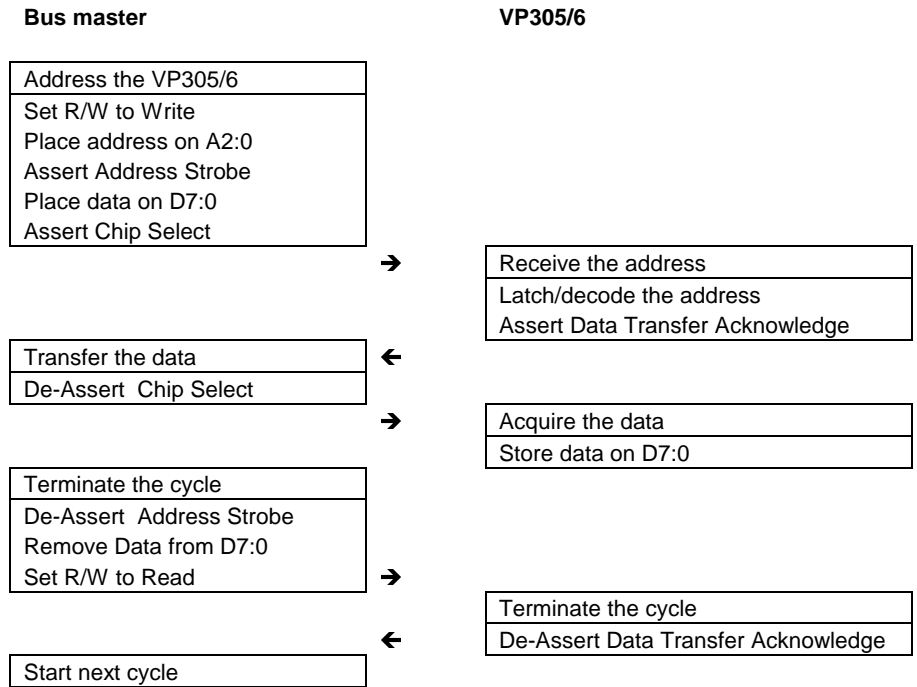 Bus master VP305/6
Address the VP305/6
Set R/W to Write
Place address on A2:0
Assert Address Strobe
Place data on D7:0
Assert Chip Select
➔ Receive the address
Latch/decode the address
Assert Data Transfer Acknowledge
Transfer the data 🡰
De-Assert Chip Select
➔ Acquire the data
Store data on D7:0
Terminate the cycle
De-Assert Address Strobe
Remove Data from D7:0
Set R/W to Read ➔
Terminate the cycle
🡰 De-Assert Data Transfer Acknowledge
Start next cycle